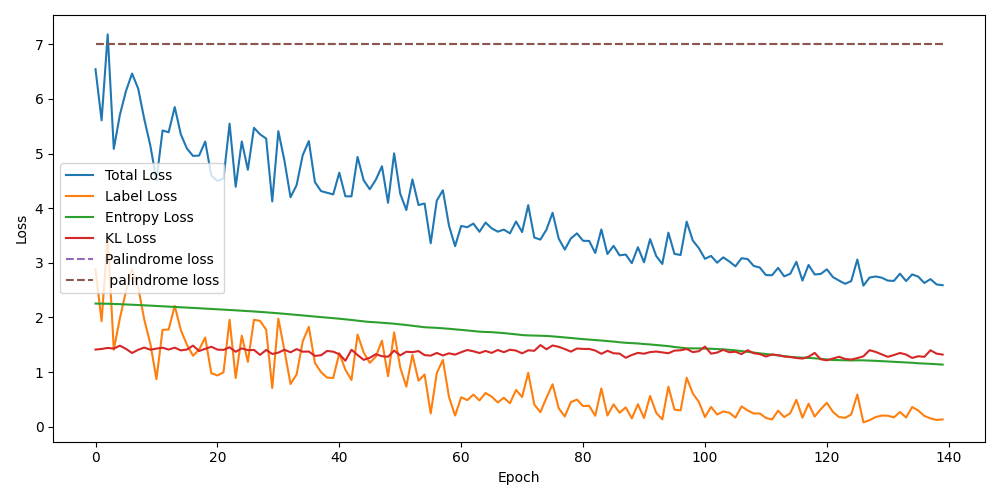 7
6
5
4
3
2
1
0
Loss
Total Loss
Label Loss
Entropy Loss
KL Loss
Palindrome loss
palindrome loss
0 20 40 60 80 100 120 140
Epoch